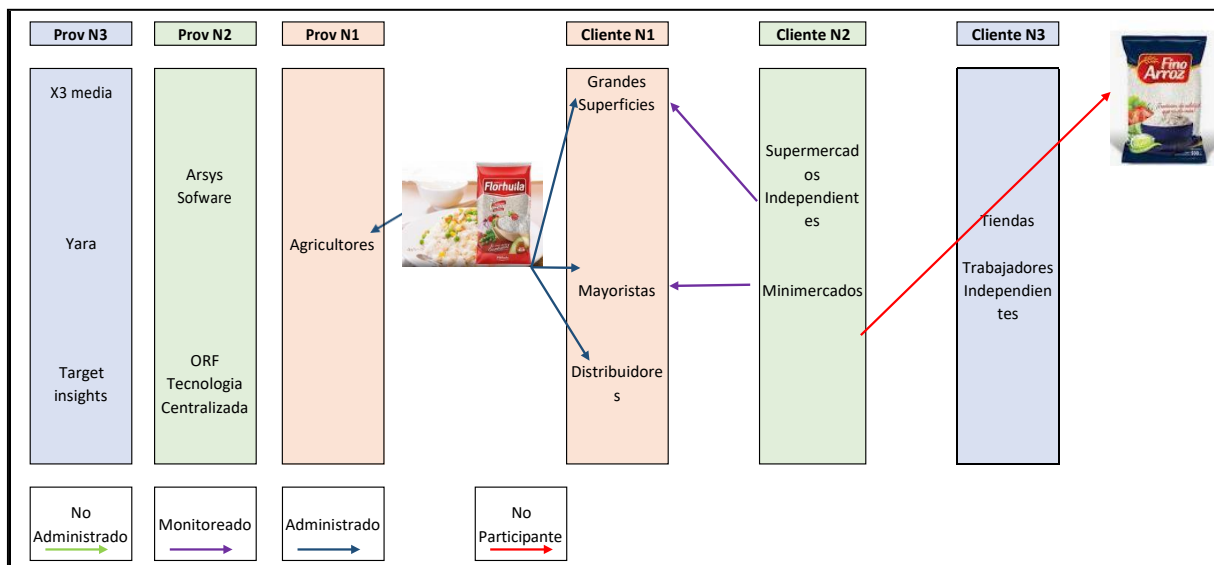 Prov N3
Prov N2
Prov N1
Cliente N1
Cliente N2
Cliente N3
X3 media
Yara
Target
insights
Arsys
Sofware
ORF
Tecnologia
Centralizada
Agricultores
Florhuila
Grandes
Superficies
Mayoristas
Distribuidore
s
Supermercad
os
Independient
es
Minimercados
Tiendas
Trabajadores
Independien
tes
Fino
Arroz
No
Administrado
Monitoreado
Administrado
No
Participante